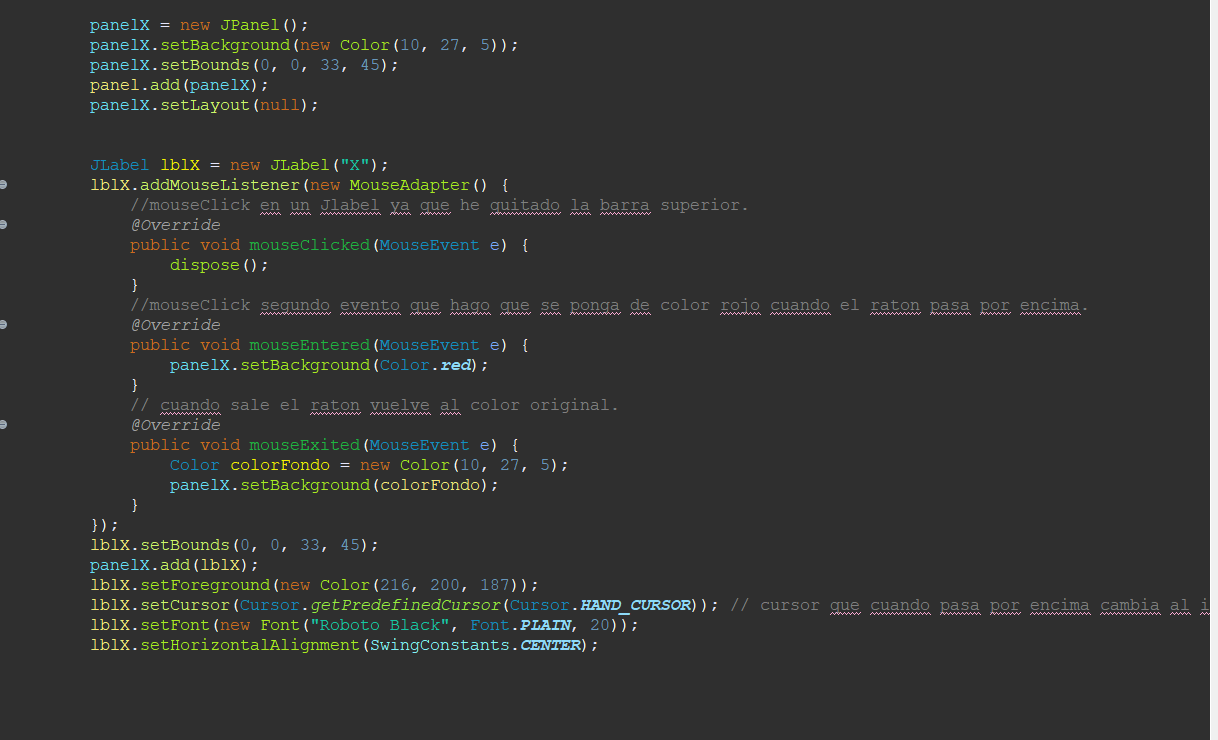 panelX = new JPanel();
panelX.setBackground(new Color(10, 27, 5));
panelX.setBounds(0, 0, 33, 45);
panel.add(panelX);
panelX.setLayout(null);
JLabel lblX = new JLabel("X");
lblX.addMouseListener(new MouseAdapter() {
//mouseClick en un Jlabel ya que he quitado la barra superior.
@Override
public void mouseClicked(MouseEvent e) {
dispose();
}
//mouseClick segundo evento que hago que se ponga de color rojo cuando el raton pasa por encima.
@Override
public void mouseEntered(MouseEvent e) {
panelX.setBackground(Color.red);
}
// cuando sale el raton vuelve al color original.
@Override
public void mouseExited(MouseEvent e) {
Color colorFondo = new Color(10, 27, 5);
panelX.setBackground(colorFondo);
}
});
lblX.setBounds(0, 0, 33, 45);
panelX.add(lblX);
lblX.setForeground(new Color(216, 200, 187));
lblX.setCursor(Cursor.getPredefinedCursor(Cursor.HAND_CURSOR)); // cursor que cuando pasa por encima cambia al
lblX.setFont(new Font("Roboto Black", Font.PLAIN, 20));
lblX.setHorizontalAlignment(SwingConstants.CENTER);